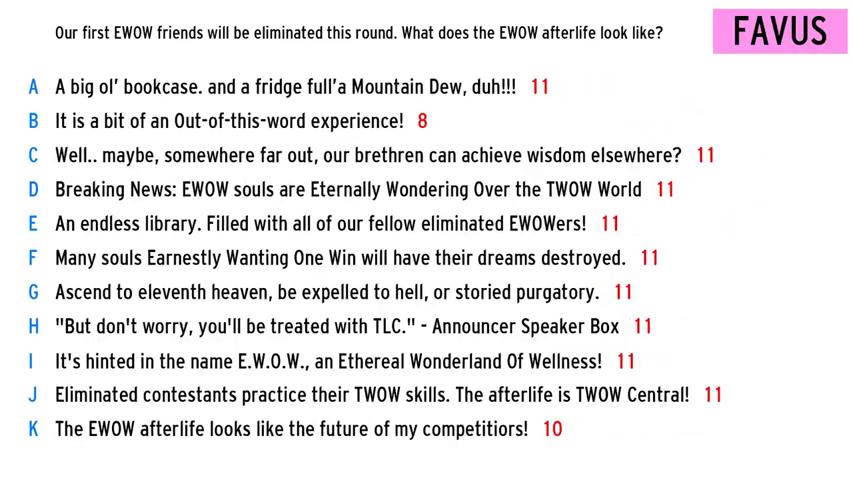 Our first EWOW friends will be eliminated this round. What does the EWOW afterlife look like?
FAVUS
A A big ol’ bookcase. and a fridge full’a Mountain Dew, duh!!! 11
B It is a bit of an Out-of-this-word experience! 8
C Well.. maybe, somewhere far out, our brethren can achieve wisdom elsewhere? 11
D Breaking News: EWOW souls are Eternally Wondering Over the TWOW World 11
E An endless library. Filled with all of our fellow eliminated EWOWers! 11
F Many souls Earnestly Wanting One Win will have their dreams destroyed. 11
G Ascend to eleventh heaven, be expelled to hell, or storied purgatory. 11
H "But don't worry, you'll be treated with TLC." - Announcer Speaker Box 11
I It's hinted in the name E.W.O.W., an Ethereal Wonderland Of Wellness! 11
J Eliminated contestants practice their TWOW skills. The afterlife is TWOW Central! 11
K The EWOW afterlife looks like the future of my competitiors! 10